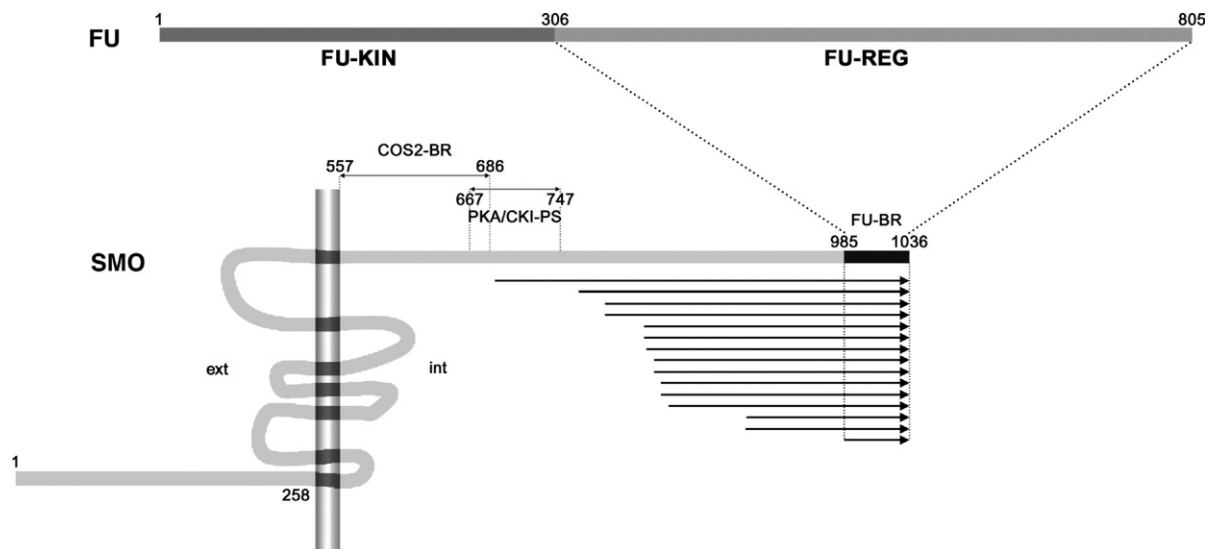 1 306 805
FU
FU-KIN FU-REG
COS2-BR
557 686
667 747
PKA/CKI-PS
FU-BR
985 1036
SMO
ext int
1
258